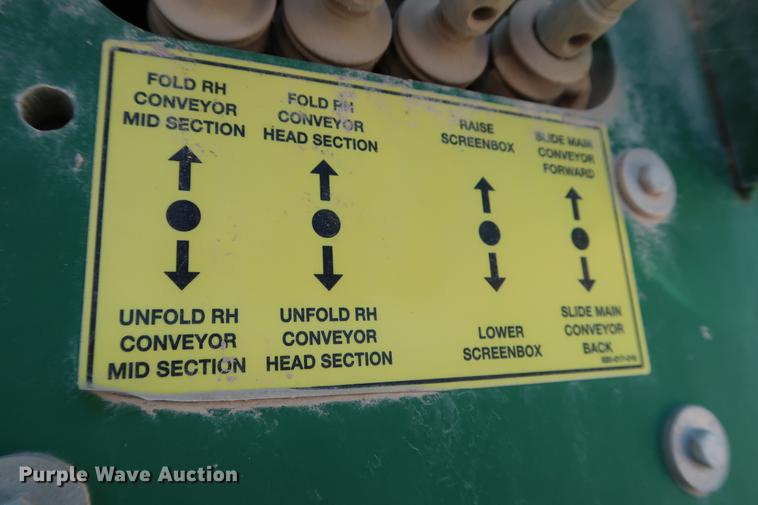 FOLD RH
CONVEYOR
MID SECTION
FOLD RH
CONVEYOR
HEAD SECTION
RAISE
SCREENBOX
SLIDE MAIN
CONVEYOR
FORWARD
UNFOLD RH
CONVEYOR
MID SECTION
UNFOLD RH
CONVEYOR
HEAD SECTION
LOWER
SCREENBOX
SLIDE MAIN
CONVEYOR
BACK
Purple Wave Auction